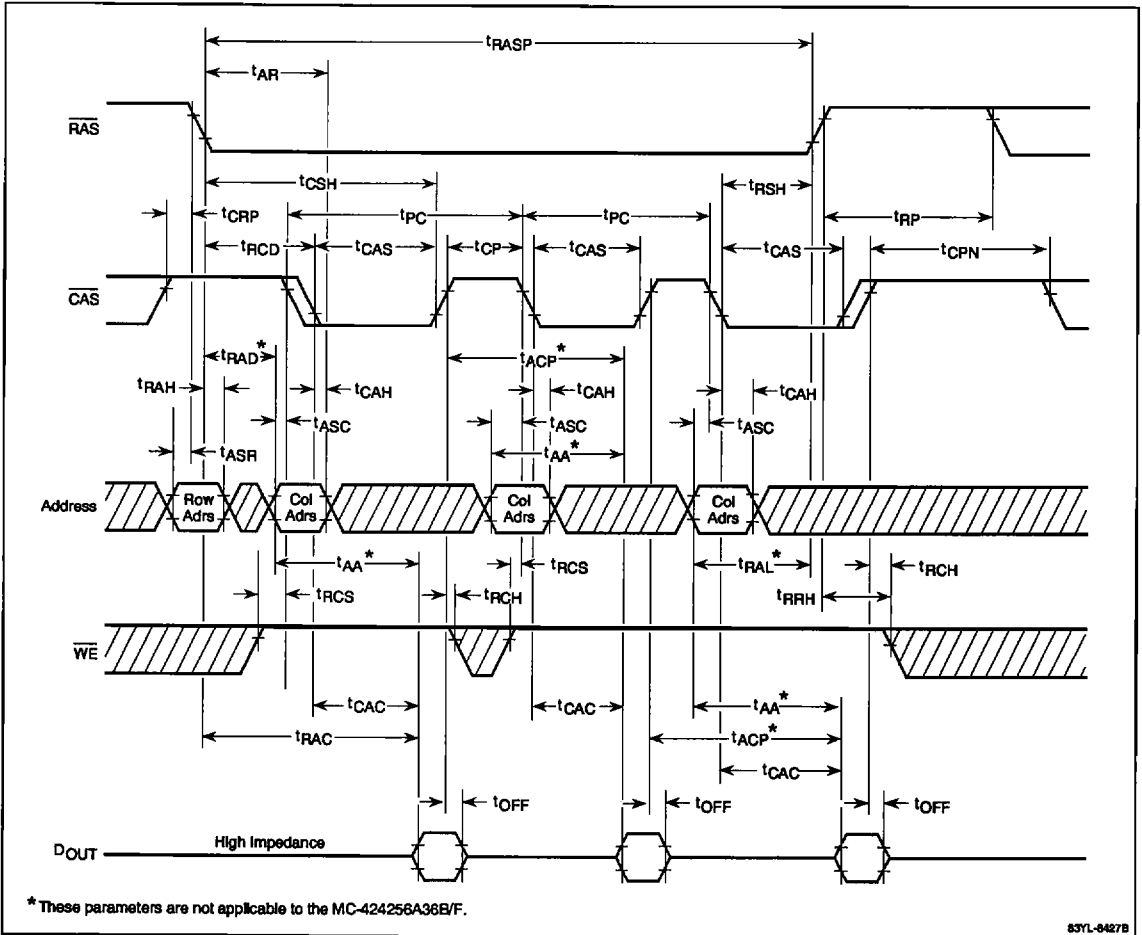 tRASP
tAR
RAS
tCSH
tRSH
tCRP
tPC
tPC
tRP
tRCD
tCAS
tCP
tCAS
tCAS
tCPN
CAS
tRAD*
tACP*
tRAH
tCAH
tCAH
tCAH
tASC
tASC
tASC
tASR
tAA*
Address
Row Adrs
Col Adrs
Col Adrs
Col Adrs
tAA*
tRCS
tRAL*
tRCH
tRCS
tRCH
tRRH
WE
tCAC
tCAC
tAA*
tRAC
tACP*
tCAC
tOFF
tOFF
tOFF
DOUT
High Impedance
* These parameters are not applicable to the MC-424256A36B/F.
83YL-8427B